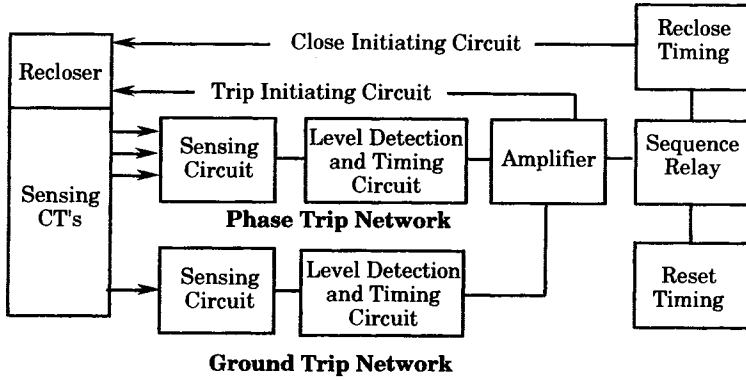 Close Initiating Circuit
Reclose
Timing
Recloser
Trip Initiating Circuit
Sensing
CT's
Sensing
Circuit
Level Detection
and Timing
Circuit
Amplifier
Sequence
Relay
Phase Trip Network
Sensing
Circuit
Level Detection
and Timing
Circuit
Reset
Timing
Ground Trip Network